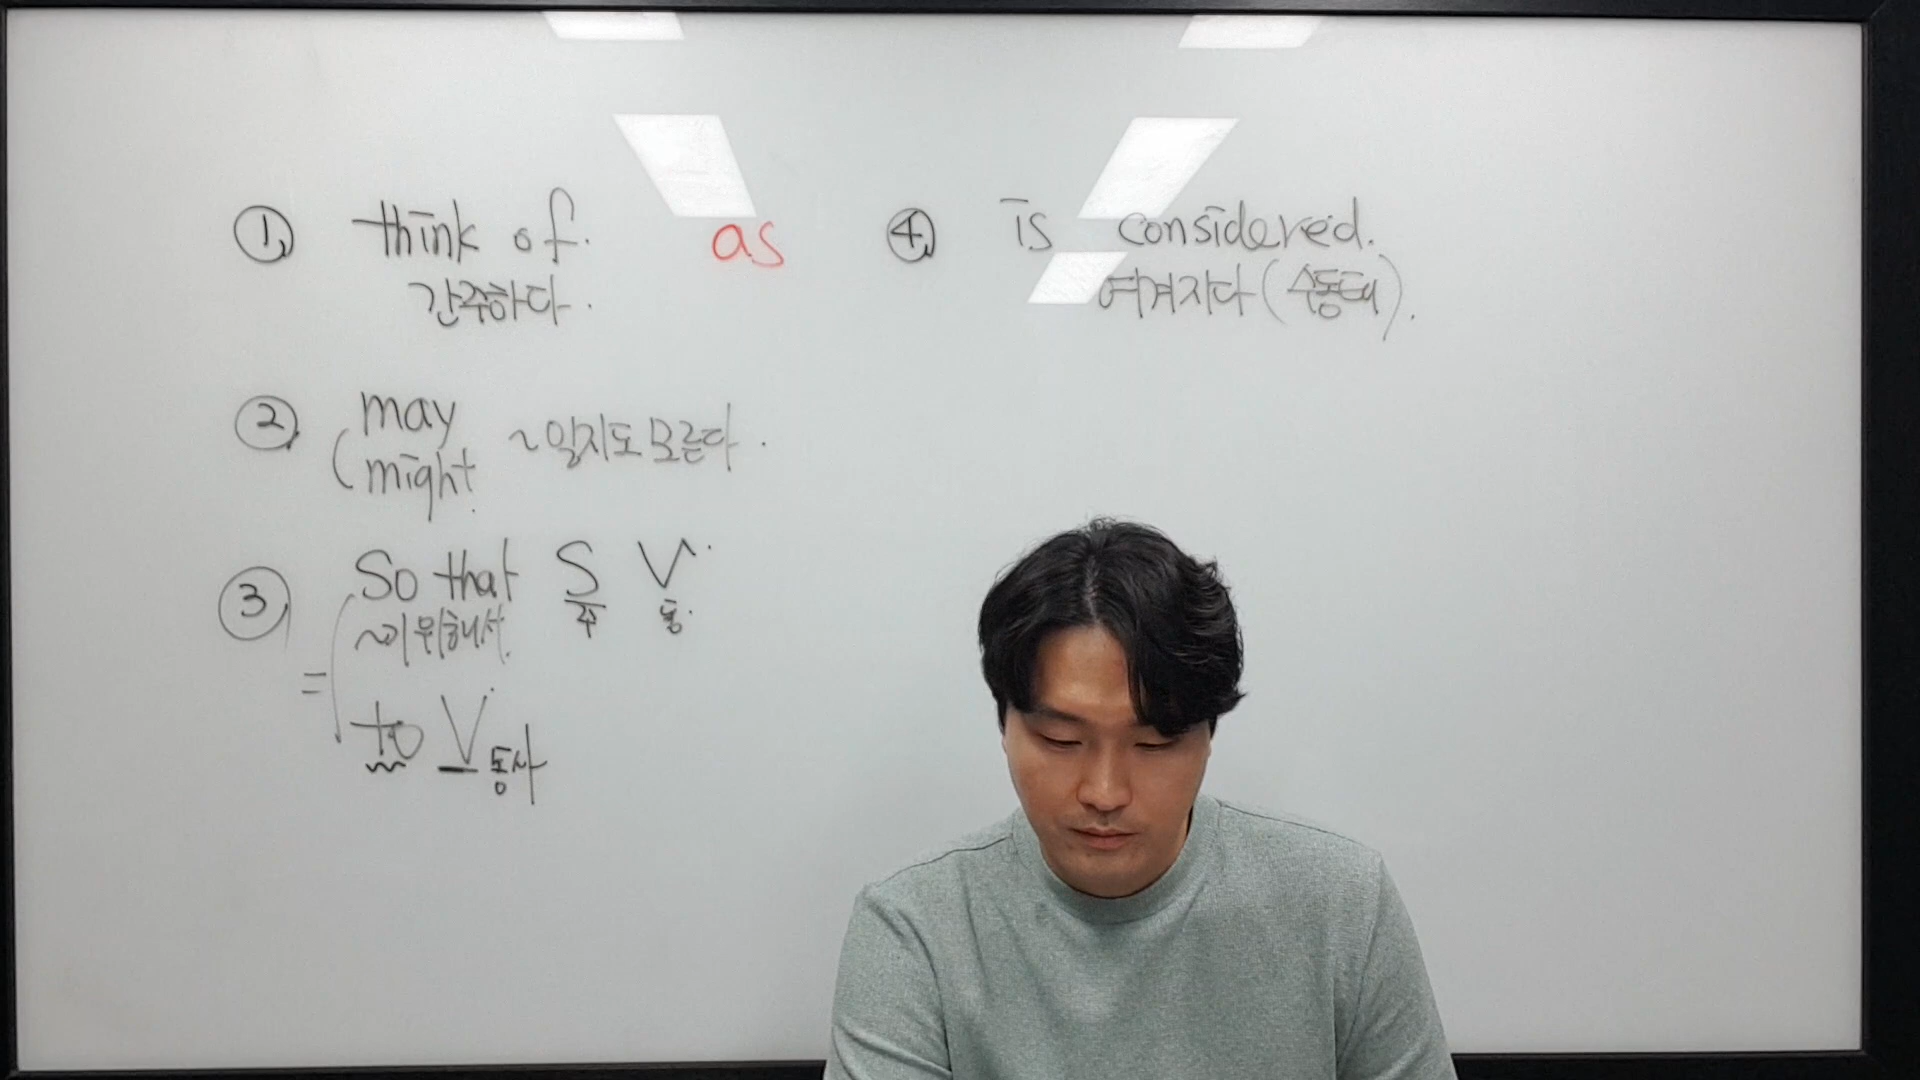 ① think of. as
간주하다.
② may
might ~일지도 모른다.
③ So that S V.
~기 위해서. 주 동.
= to V 동사
④ is considered.
여겨지다 (수동태).